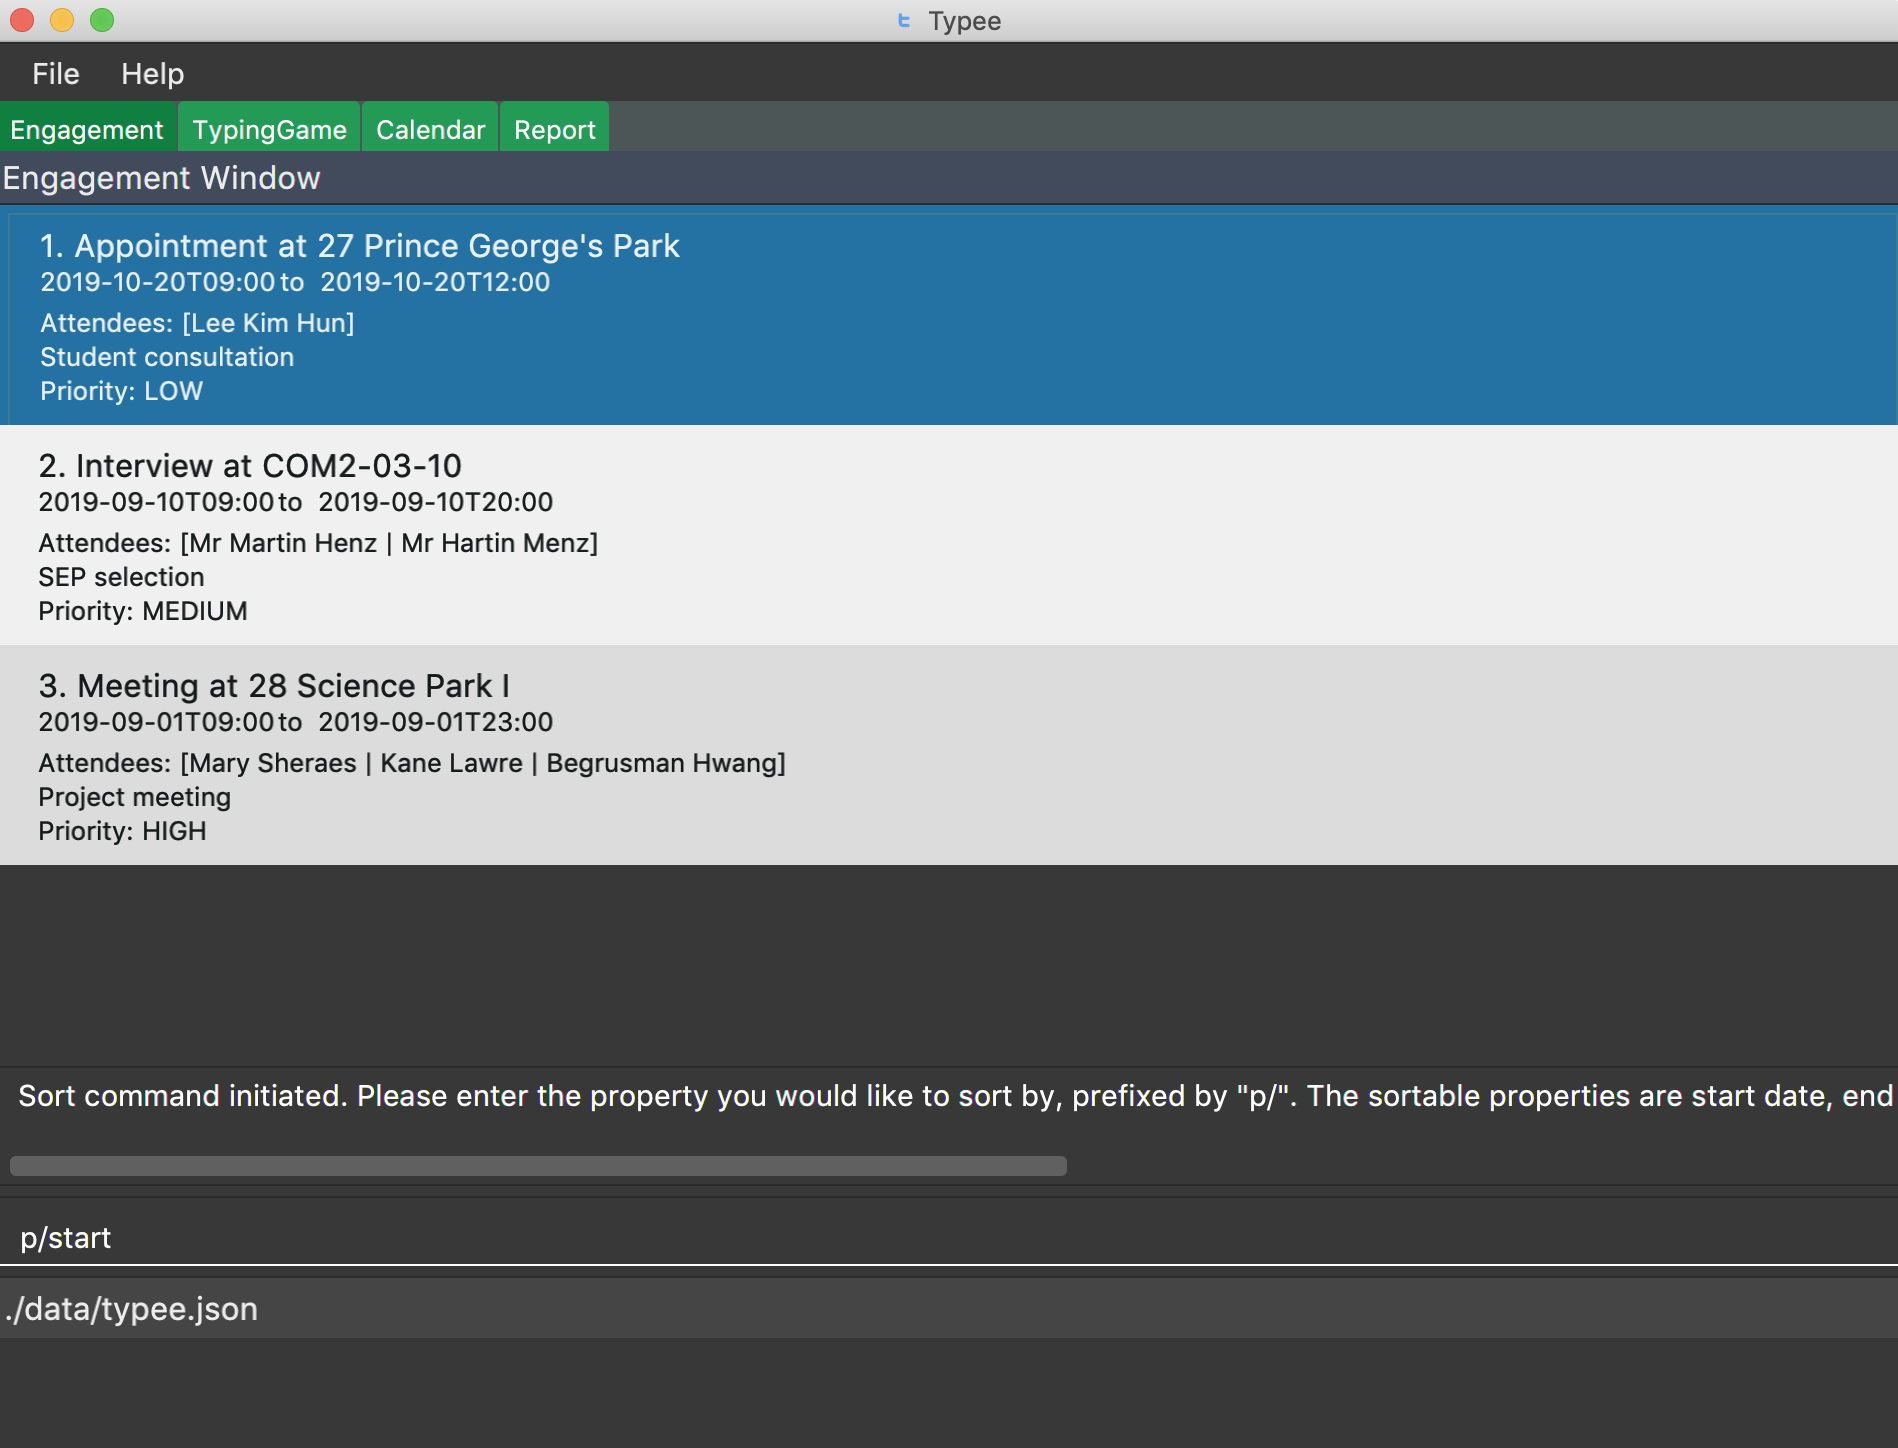 Typee
File Help
Engagement TypingGame Calendar Report
Engagement Window
1. Appointment at 27 Prince George's Park
2019-10-20T09:00 to 2019-10-20T12:00
Attendees: [Lee Kim Hun]
Student consultation
Priority: LOW
2. Interview at COM2-03-10
2019-09-10T09:00 to 2019-09-10T20:00
Attendees: [Mr Martin Henz | Mr Hartin Menz]
SEP selection
Priority: MEDIUM
3. Meeting at 28 Science Park I
2019-09-01T09:00 to 2019-09-01T23:00
Attendees: [Mary Sheraes | Kane Lawre | Begrusman Hwang]
Project meeting
Priority: HIGH
Sort command initiated. Please enter the property you would like to sort by, prefixed by "p/". The sortable properties are start date, end
p/start
./data/typee.json